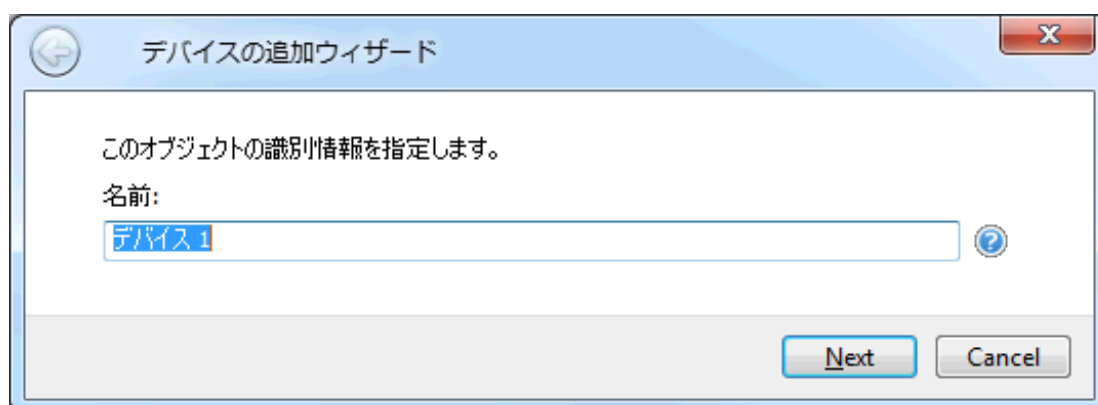 デバイスの追加ウィザード
このオブジェクトの識別情報を指定します。
名前:
デバイス 1
Next
Cancel